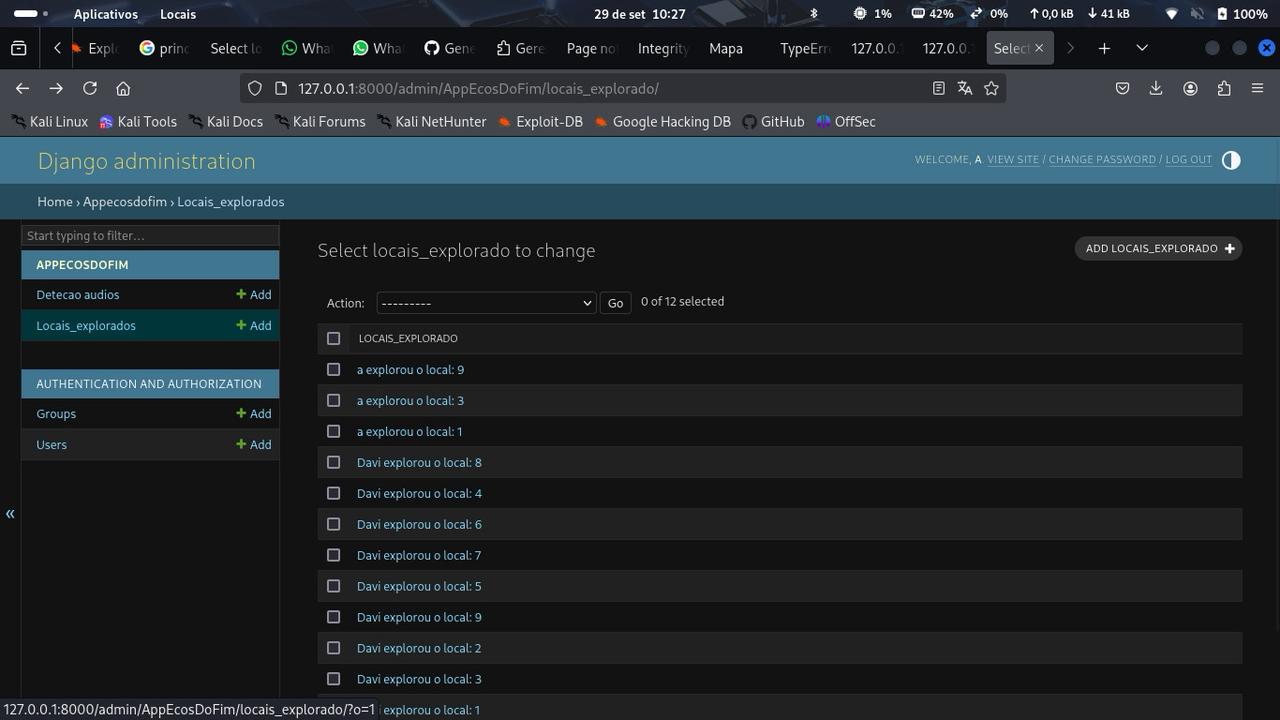 Aplicativos Locais 29 de set 10:27 1% 42% 0% 0,0 kB 41 kB 100%
Explo princ Select lo What What Gene Gere Page no Integrity Mapa TypeErro 127.0.0.1 127.0.0. Select
127.0.0.1:8000/admin/AppEcosDoFim/locais_explorado/
Kali Linux Kali Tools Kali Docs Kali Forums Kali NetHunter Exploit-DB Google Hacking DB GitHub OffSec
Django administration
WELCOME, A. VIEW SITE / CHANGE PASSWORD / LOG OUT
Home › Appecosdofim › Locais_explorados
Start typing to filter…
APPECOSDOFIM
Detecao audios + Add
Locais_explorados + Add
AUTHENTICATION AND AUTHORIZATION
Groups + Add
Users + Add
«
Select locais_explorado to change
ADD LOCAIS_EXPLORADO +
Action: --------- Go 0 of 12 selected
LOCAIS_EXPLORADO
a explorou o local: 9
a explorou o local: 3
a explorou o local: 1
Davi explorou o local: 8
Davi explorou o local: 4
Davi explorou o local: 6
Davi explorou o local: 7
Davi explorou o local: 5
Davi explorou o local: 9
Davi explorou o local: 2
Davi explorou o local: 3
explorou o local: 1
127.0.0.1:8000/admin/AppEcosDoFim/locais_explorado/?o=1